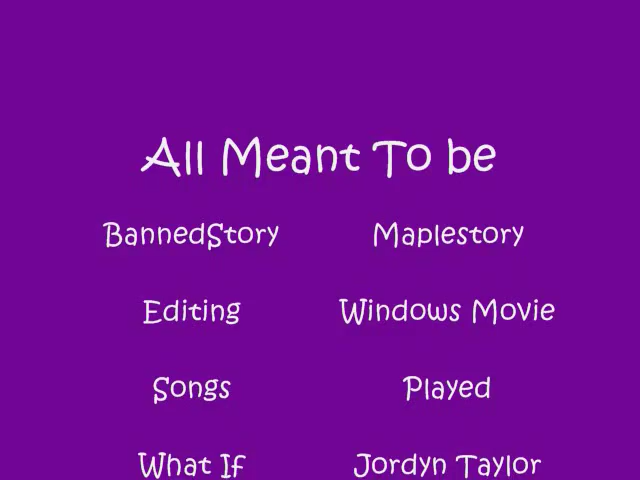 All Meant To be
BannedStory Maplestory
Editing Windows Movie
Songs Played
What If Jordyn Taylor